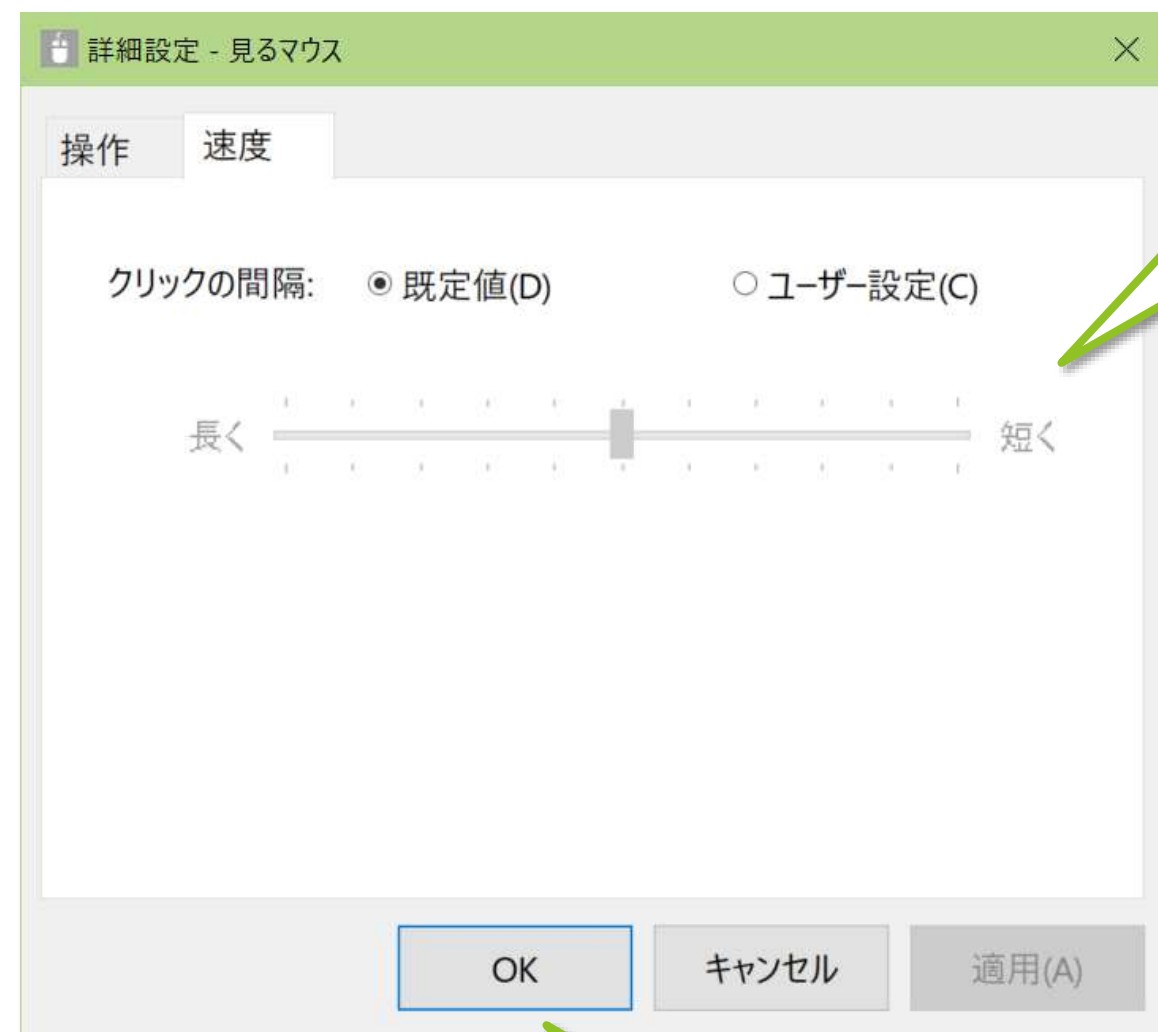 詳細設定 - 見るマウス
操作 速度
クリックの間隔: 既定値(D) ユーザー設定(C)
長く 短く
OK キャンセル 適用(A)